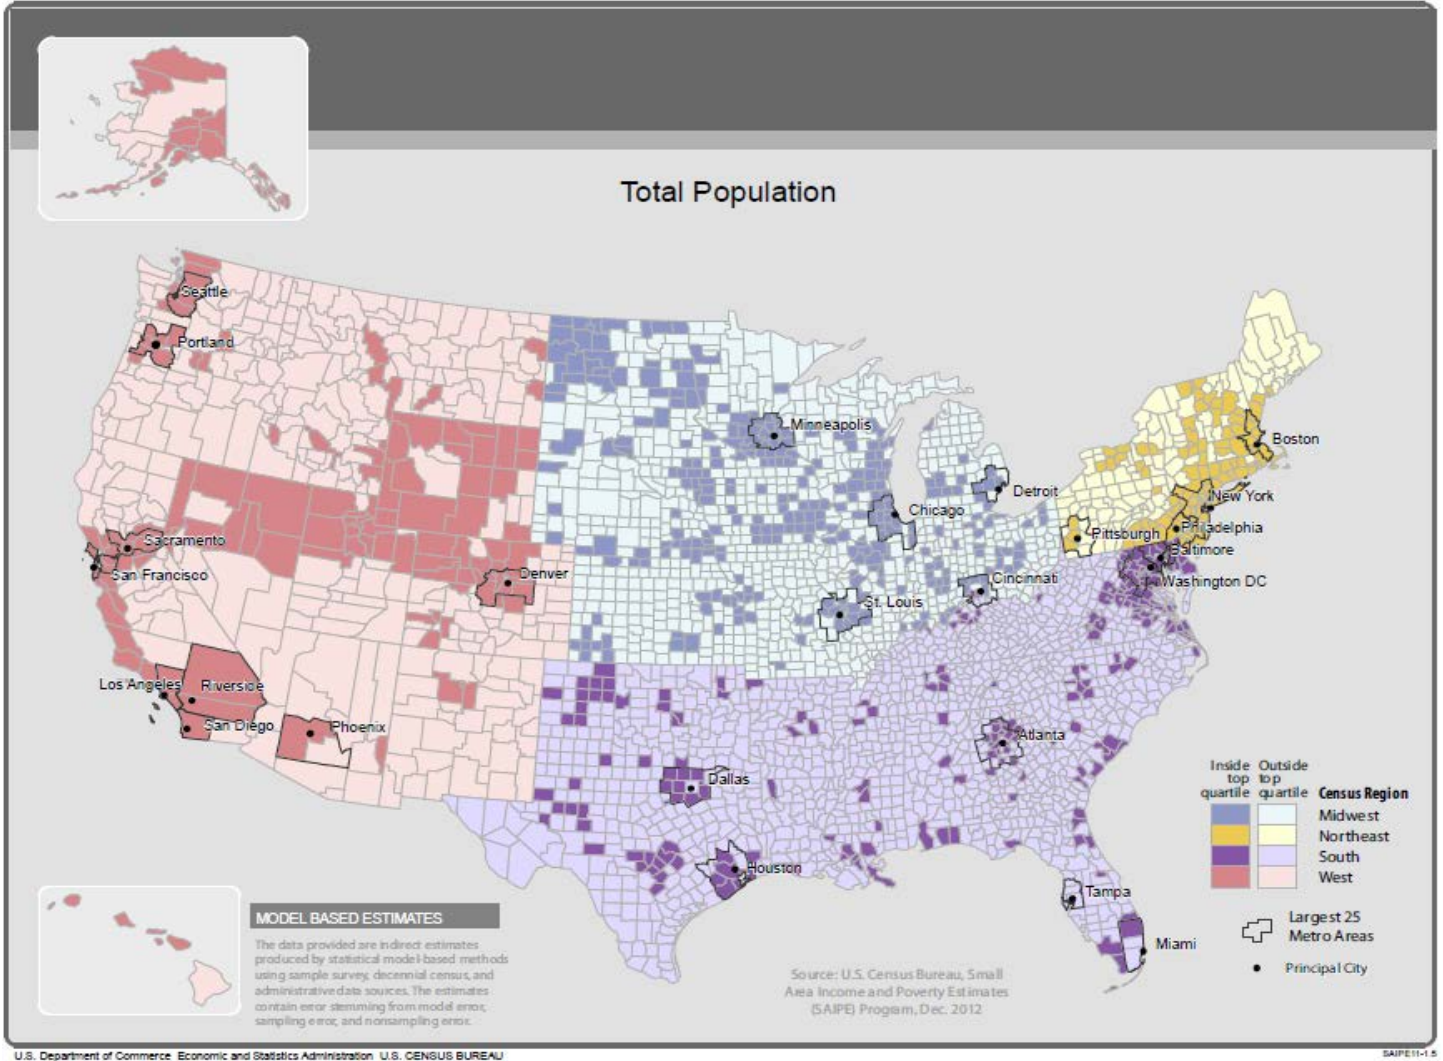 Total Population
Seattle
Portland
Minneapolis
Boston
Detroit
New York
Chicago
Pittsburgh
Philadelphia
Sacramento
Baltimore
San Francisco
Denver
Cincinnati
Washington DC
St. Louis
Los Angeles
Riverside
San Diego
Phoenix
Atlanta
Dallas
Houston
Tampa
Miami
Inside Outside
top top
quartile quartile Census Region
Midwest
Northeast
South
West
Largest 25
Metro Areas
Principal City
MODEL BASED ESTIMATES
The data provided are indirect estimates
produced by statistical model-based methods
using sample survey, decennial census, and
administrative data sources. The estimates
contain error stemming from model error,
sampling error, and nonsampling error.
Source: U.S. Census Bureau, Small
Area Income and Poverty Estimates
(SAIPE) Program, Dec. 2012
U.S. Department of Commerce Economic and Statistics Administration U.S. CENSUS BUREAU